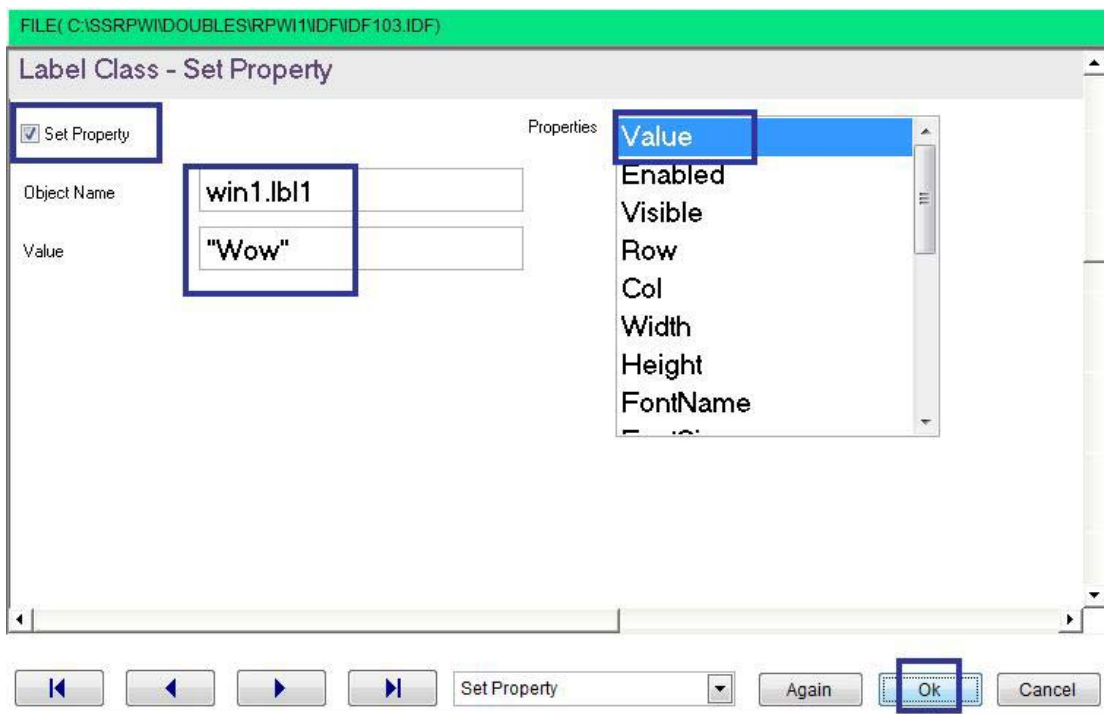 FILE( C:\SSRPWI\DOUBLES\RPWI1\IDF\IDF103.IDF)
Label Class - Set Property
Set Property
Properties
Object Name
win1.lbl1
Value
"Wow"
Value
Enabled
Visible
Row
Col
Width
Height
FontName
Set Property
Again
Ok
Cancel